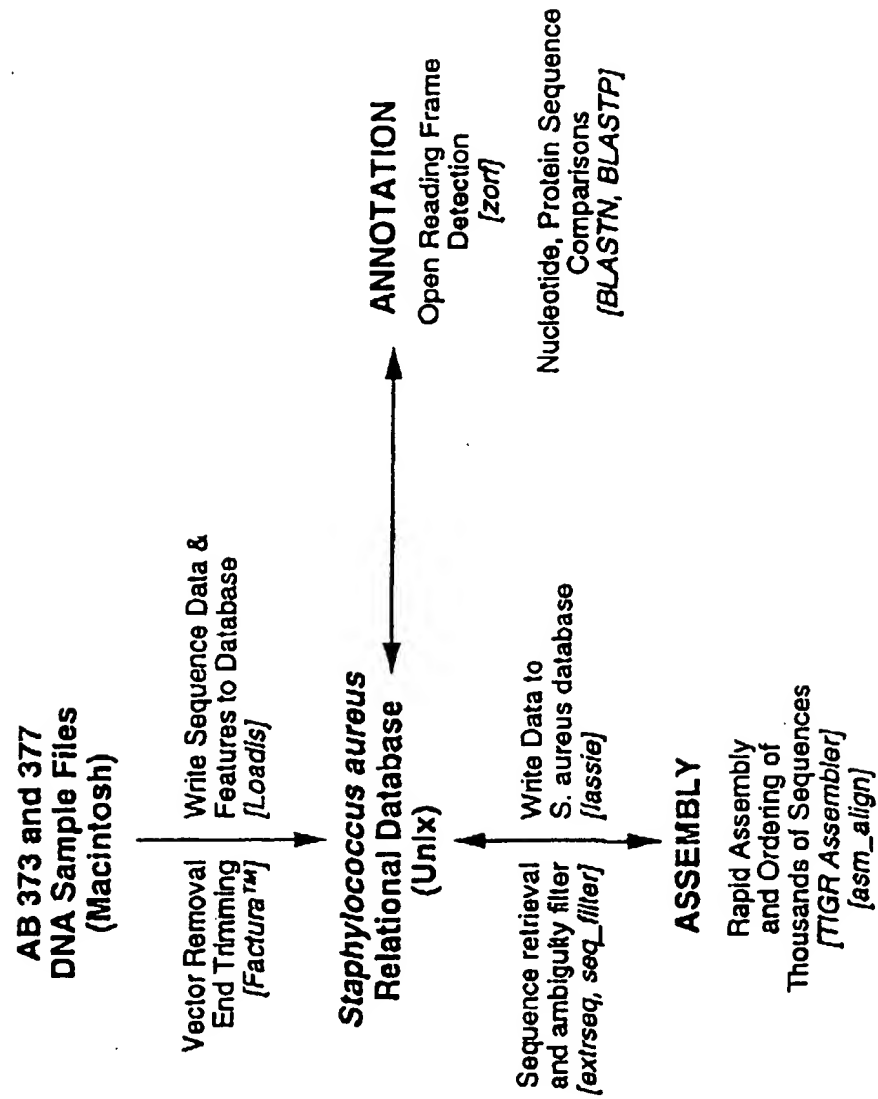 AB 373 and 377
DNA Sample Files
(Macintosh)
Vector Removal
End Trimming
[Factura™]
Write Sequence Data &
Features to Database
[Loadis]
Staphylococcus aureus
Relational Database
(Unix)
ANNOTATION
Open Reading Frame
Detection
[zorf]
Nucleotide, Protein Sequence
Comparisons
[BLASTN, BLASTP]
Sequence retrieval
and ambiguity filter
[extrseq, seq_filter]
Write Data to
S. aureus database
[lassie]
ASSEMBLY
Rapid Assembly
and Ordering of
Thousands of Sequences
[TIGR Assembler]
[asm_align]